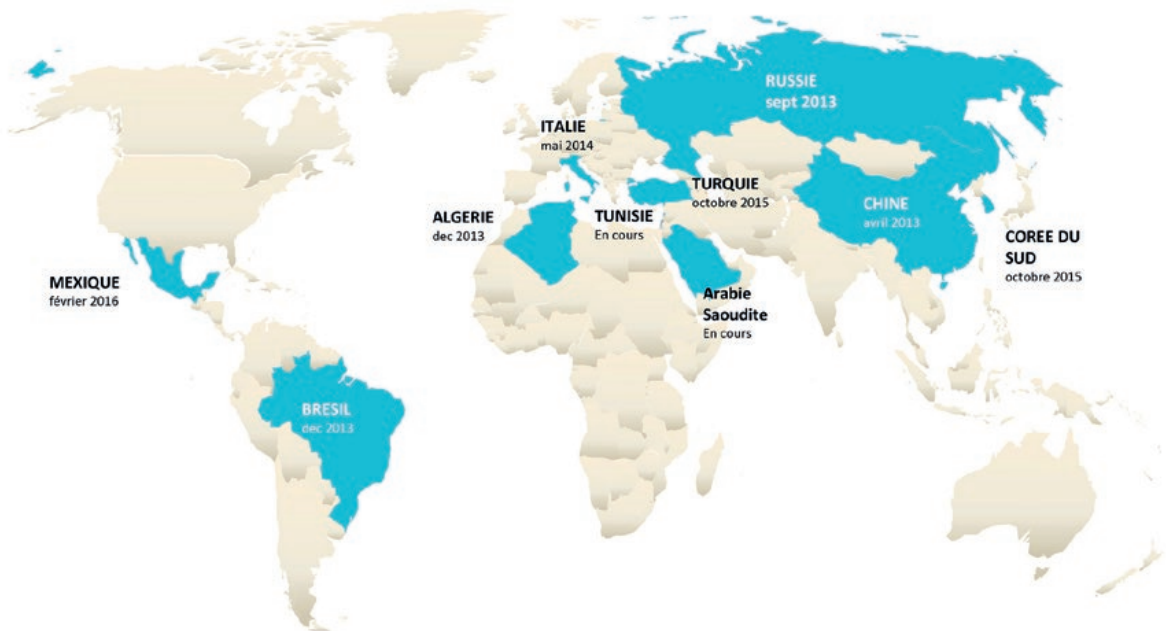 RUSSIE
sept 2013
ITALIE
mai 2014
TURQUIE
octobre 2015
CHINE
avril 2013
ALGERIE
dec 2013
TUNISIE
En cours
COREE DU
SUD
octobre 2015
MEXIQUE
février 2016
Arabie
Saoudite
En cours
BRESIL
dec 2013